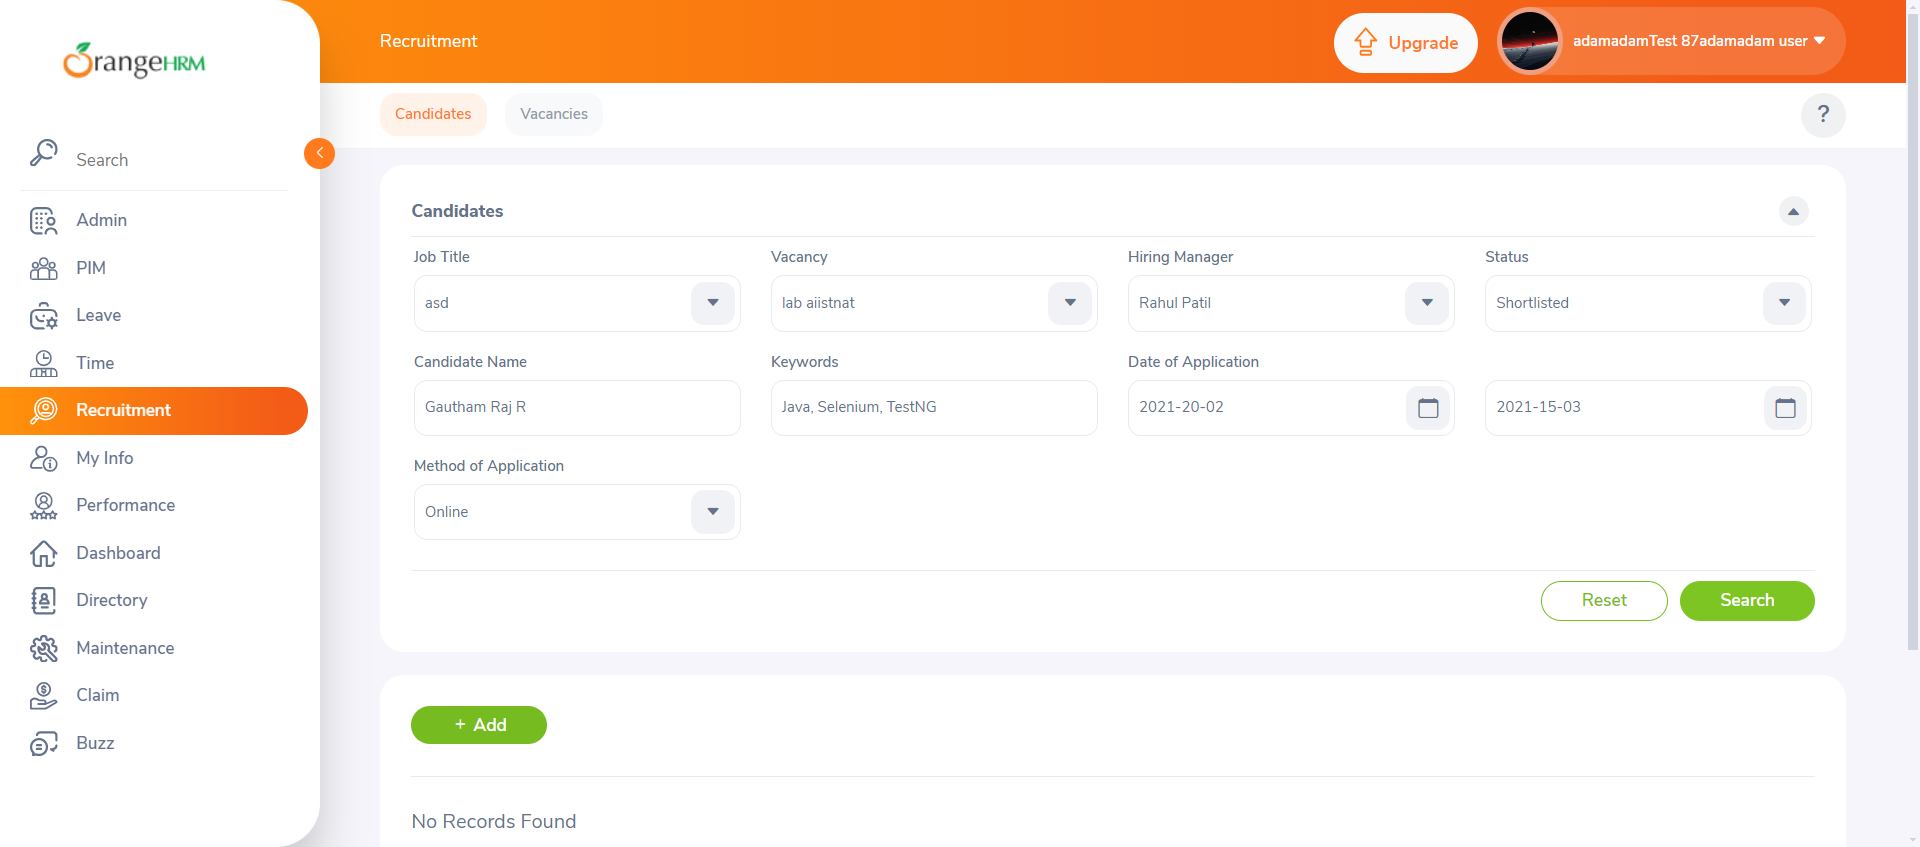 OrangeHRM
Recruitment
Upgrade
adamadamTest 87adamadam user
Candidates
Vacancies
?
Search
Admin
PIM
Leave
Time
Recruitment
My Info
Performance
Dashboard
Directory
Maintenance
Claim
Buzz
Candidates
Job Title
Vacancy
Hiring Manager
Status
asd
lab aiistnat
Rahul Patil
Shortlisted
Candidate Name
Keywords
Date of Application
Gautham Raj R
Java, Selenium, TestNG
2021-20-02
2021-15-03
Method of Application
Online
Reset
Search
+ Add
No Records Found